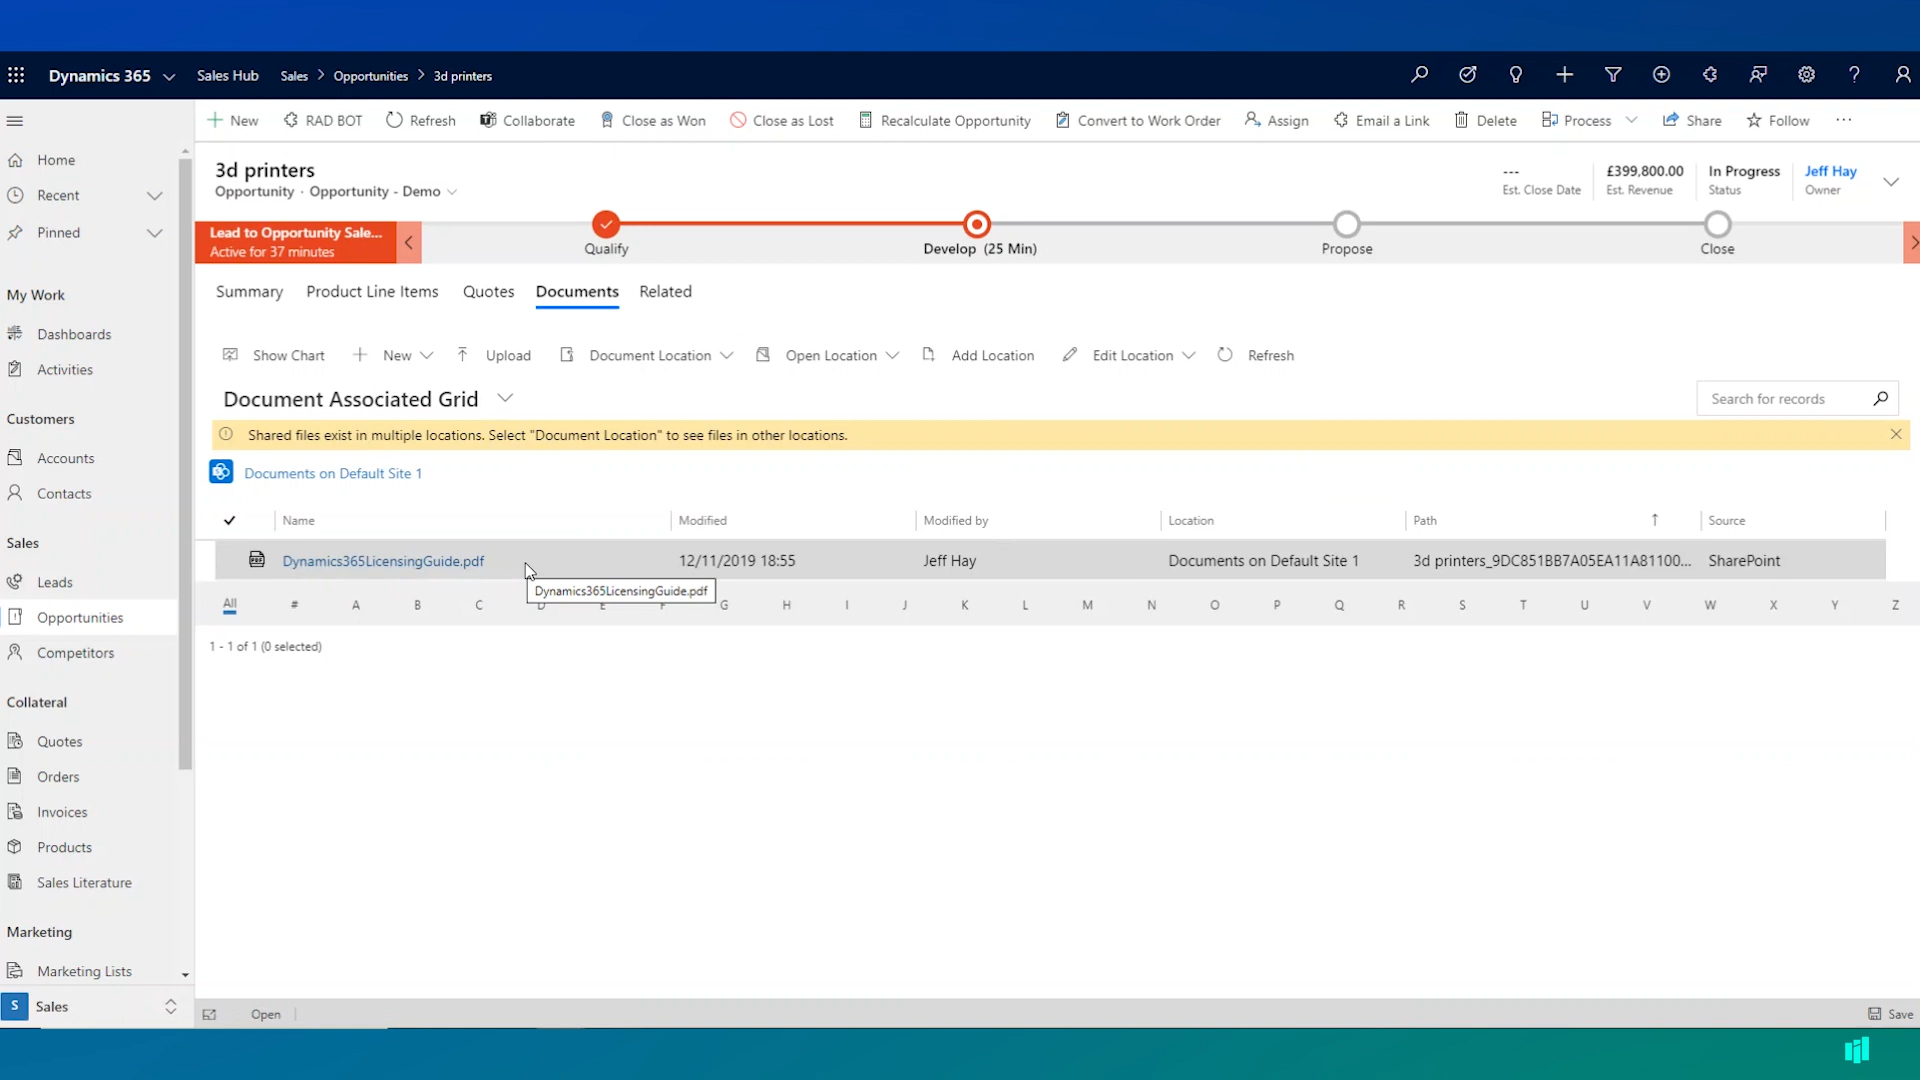 Dynamics 365 Sales Hub Sales > Opportunities > 3d printers
New RAD BOT Refresh Collaborate Close as Won Close as Lost Recalculate Opportunity Convert to Work Order Assign Email a Link Delete Process Share Follow ...
Home
Recent
Pinned
My Work
Dashboards
Activities
Customers
Accounts
Contacts
Sales
Leads
Opportunities
Competitors
Collateral
Quotes
Orders
Invoices
Products
Sales Literature
Marketing
Marketing Lists
S Sales
3d printers
Opportunity · Opportunity - Demo
---
Est. Close Date
£399,800.00
Est. Revenue
In Progress
Status
Jeff Hay
Owner
Lead to Opportunity Sale...
Active for 37 minutes
Qualify
Develop (25 Min)
Propose
Close
Summary Product Line Items Quotes Documents Related
Show Chart New Upload Document Location Open Location Add Location Edit Location Refresh
Document Associated Grid
Search for records
Shared files exist in multiple locations. Select "Document Location" to see files in other locations.
Documents on Default Site 1
Name Modified Modified by Location Path Source
PDF Dynamics365LicensingGuide.pdf 12/11/2019 18:55 Jeff Hay Documents on Default Site 1 3d printers_9DC851BB7A05EA11A81100... SharePoint
Dynamics365LicensingGuide.pdf
All # A B C D E F G H I J K L M N O P Q R S T U V W X Y Z
1 - 1 of 1 (0 selected)
Open
Save